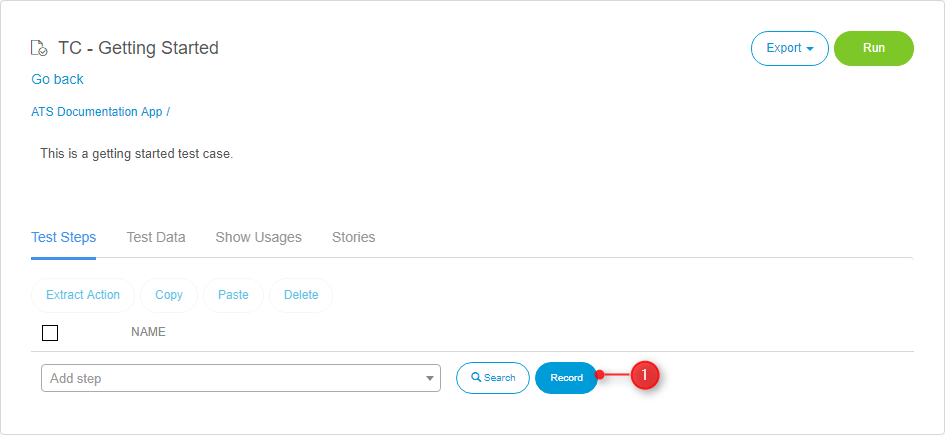 TC - Getting Started
Export
Run
Go back
ATS Documentation App /
This is a getting started test case.
Test Steps Test Data Show Usages Stories
Extract Action Copy Paste Delete
NAME
Add step Search Record 1